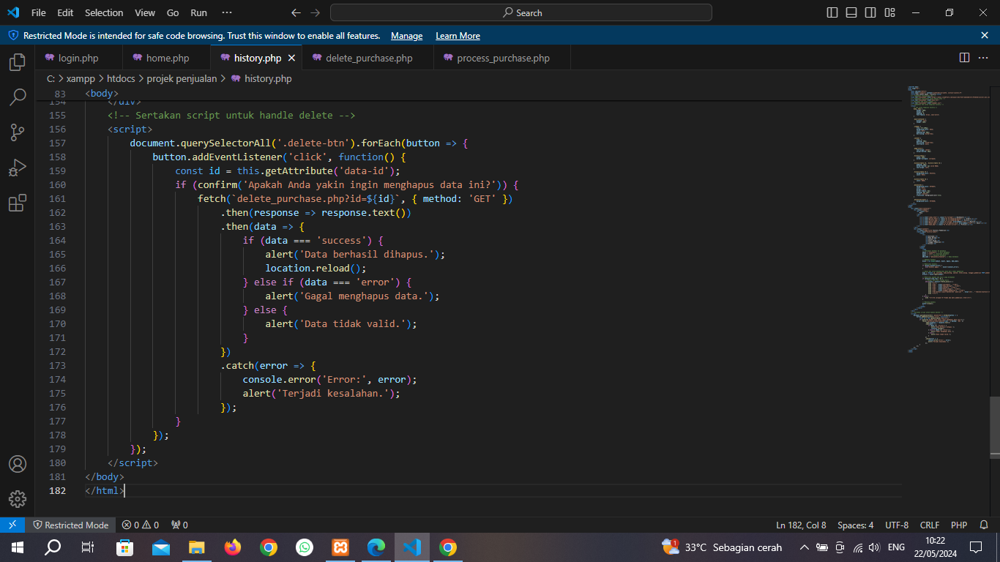 File Edit Selection View Go Run ··· Search
Restricted Mode is intended for safe code browsing. Trust this window to enable all features. Manage Learn More
login.php home.php history.php delete_purchase.php process_purchase.php
C: > xampp > htdocs > projek penjualan > history.php
83 <body>
154 </div>
155 <!-- Sertakan script untuk handle delete -->
156 <script>
157 document.querySelectorAll('.delete-btn').forEach(button => {
158 button.addEventListener('click', function() {
159 const id = this.getAttribute('data-id');
160 if (confirm('Apakah Anda yakin ingin menghapus data ini?')) {
161 fetch(`delete_purchase.php?id=${id}`, { method: 'GET' })
162 .then(response => response.text())
163 .then(data => {
164 if (data === 'success') {
165 alert('Data berhasil dihapus.');
166 location.reload();
167 } else if (data === 'error') {
168 alert('Gagal menghapus data.');
169 } else {
170 alert('Data tidak valid.');
171 }
172 })
173 .catch(error => {
174 console.error('Error:', error);
175 alert('Terjadi kesalahan.');
176 });
177 }
178 });
179 });
180 </script>
181 </body>
182 </html>
Restricted Mode 0 0 0 Ln 182, Col 8 Spaces: 4 UTF-8 CRLF PHP
1 33°C Sebagian cerah ENG 10:22
22/05/2024